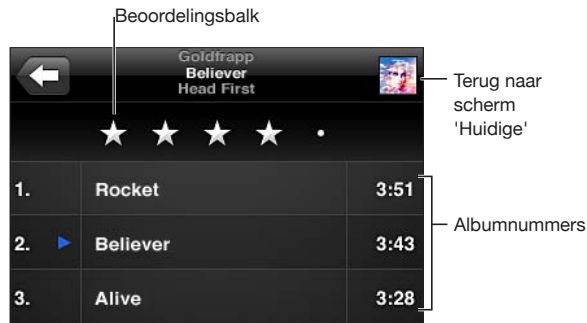 Beoordelingsbalk
Goldfrapp
Believer
Head First
Terug naar
scherm
'Huidige'
1. Rocket 3:51
2. Believer 3:43
3. Alive 3:28
Albumnummers